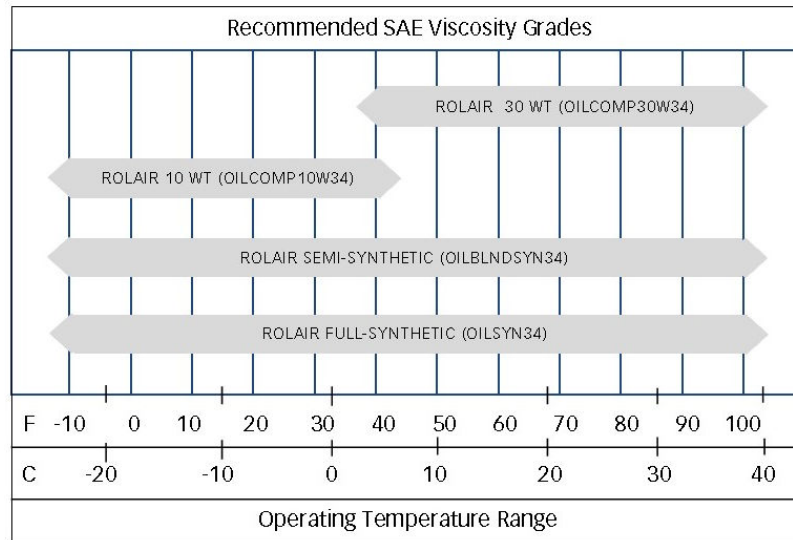 Recommended SAE Viscosity Grades
ROLAIR 30 WT (OILCOMP30W34)
ROLAIR 10 WT (OILCOMP10W34)
ROLAIR SEMI-SYNTHETIC (OILBLNDSYN34)
ROLAIR FULL-SYNTHETIC (OILSYN34)
F -10 0 10 20 30 40 50 60 70 80 90 100
C -20 -10 0 10 20 30 40
Operating Temperature Range